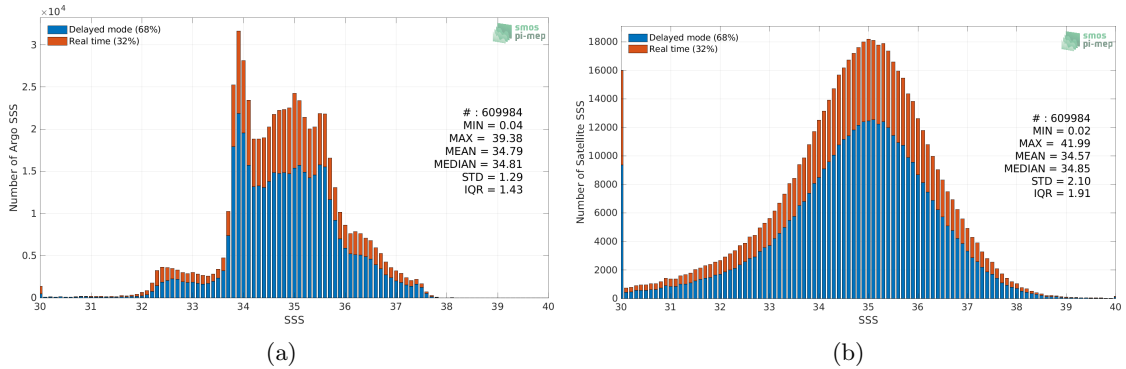 ×10^4
Delayed mode (68%)
Real time (32%)
smos
pi-mep
3
2.5
2
1.5
1
0.5
0
Number of Argo SSS
# : 609984
MIN = 0.04
MAX = 39.38
MEAN = 34.79
MEDIAN = 34.81
STD = 1.29
IQR = 1.43
30 31 32 33 34 35 36 37 38 39 40
SSS
(a)
Delayed mode (68%)
Real time (32%)
smos
pi-mep
18000
16000
14000
12000
10000
8000
6000
4000
2000
0
Number of Satellite SSS
# : 609984
MIN = 0.02
MAX = 41.99
MEAN = 34.57
MEDIAN = 34.85
STD = 2.10
IQR = 1.91
30 31 32 33 34 35 36 37 38 39 40
SSS
(b)